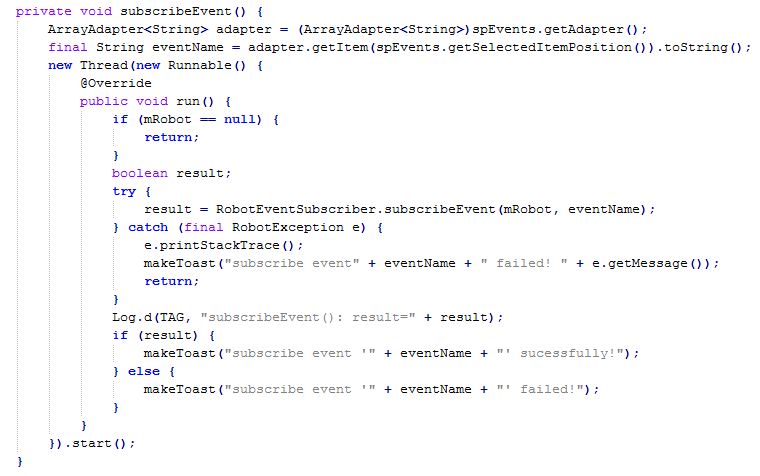 private void subscribeEvent() {
    ArrayAdapter<String> adapter = (ArrayAdapter<String>)spEvents.getAdapter();
    final String eventName = adapter.getItem(spEvents.getSelectedItemPosition()).toString();
    new Thread(new Runnable() {
        @Override
        public void run() {
            if (mRobot == null) {
                return;
            }
            boolean result;
            try {
                result = RobotEventSubscriber.subscribeEvent(mRobot, eventName);
            } catch (final RobotException e) {
                e.printStackTrace();
                makeToast("subscribe event" + eventName + " failed! " + e.getMessage());
                return;
            }
            Log.d(TAG, "subscribeEvent(): result=" + result);
            if (result) {
                makeToast("subscribe event '" + eventName + "' sucessfully!");
            } else {
                makeToast("subscribe event '" + eventName + "' failed!");
            }
        }
    }).start();
}